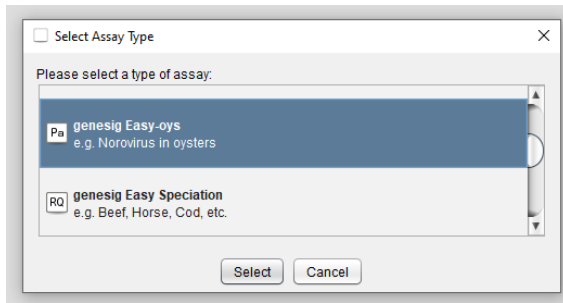 Select Assay Type
Please select a type of assay:
Pa
genesig Easy-oys
e.g. Norovirus in oysters
RQ
genesig Easy Speciation
e.g. Beef, Horse, Cod, etc.
Select Cancel